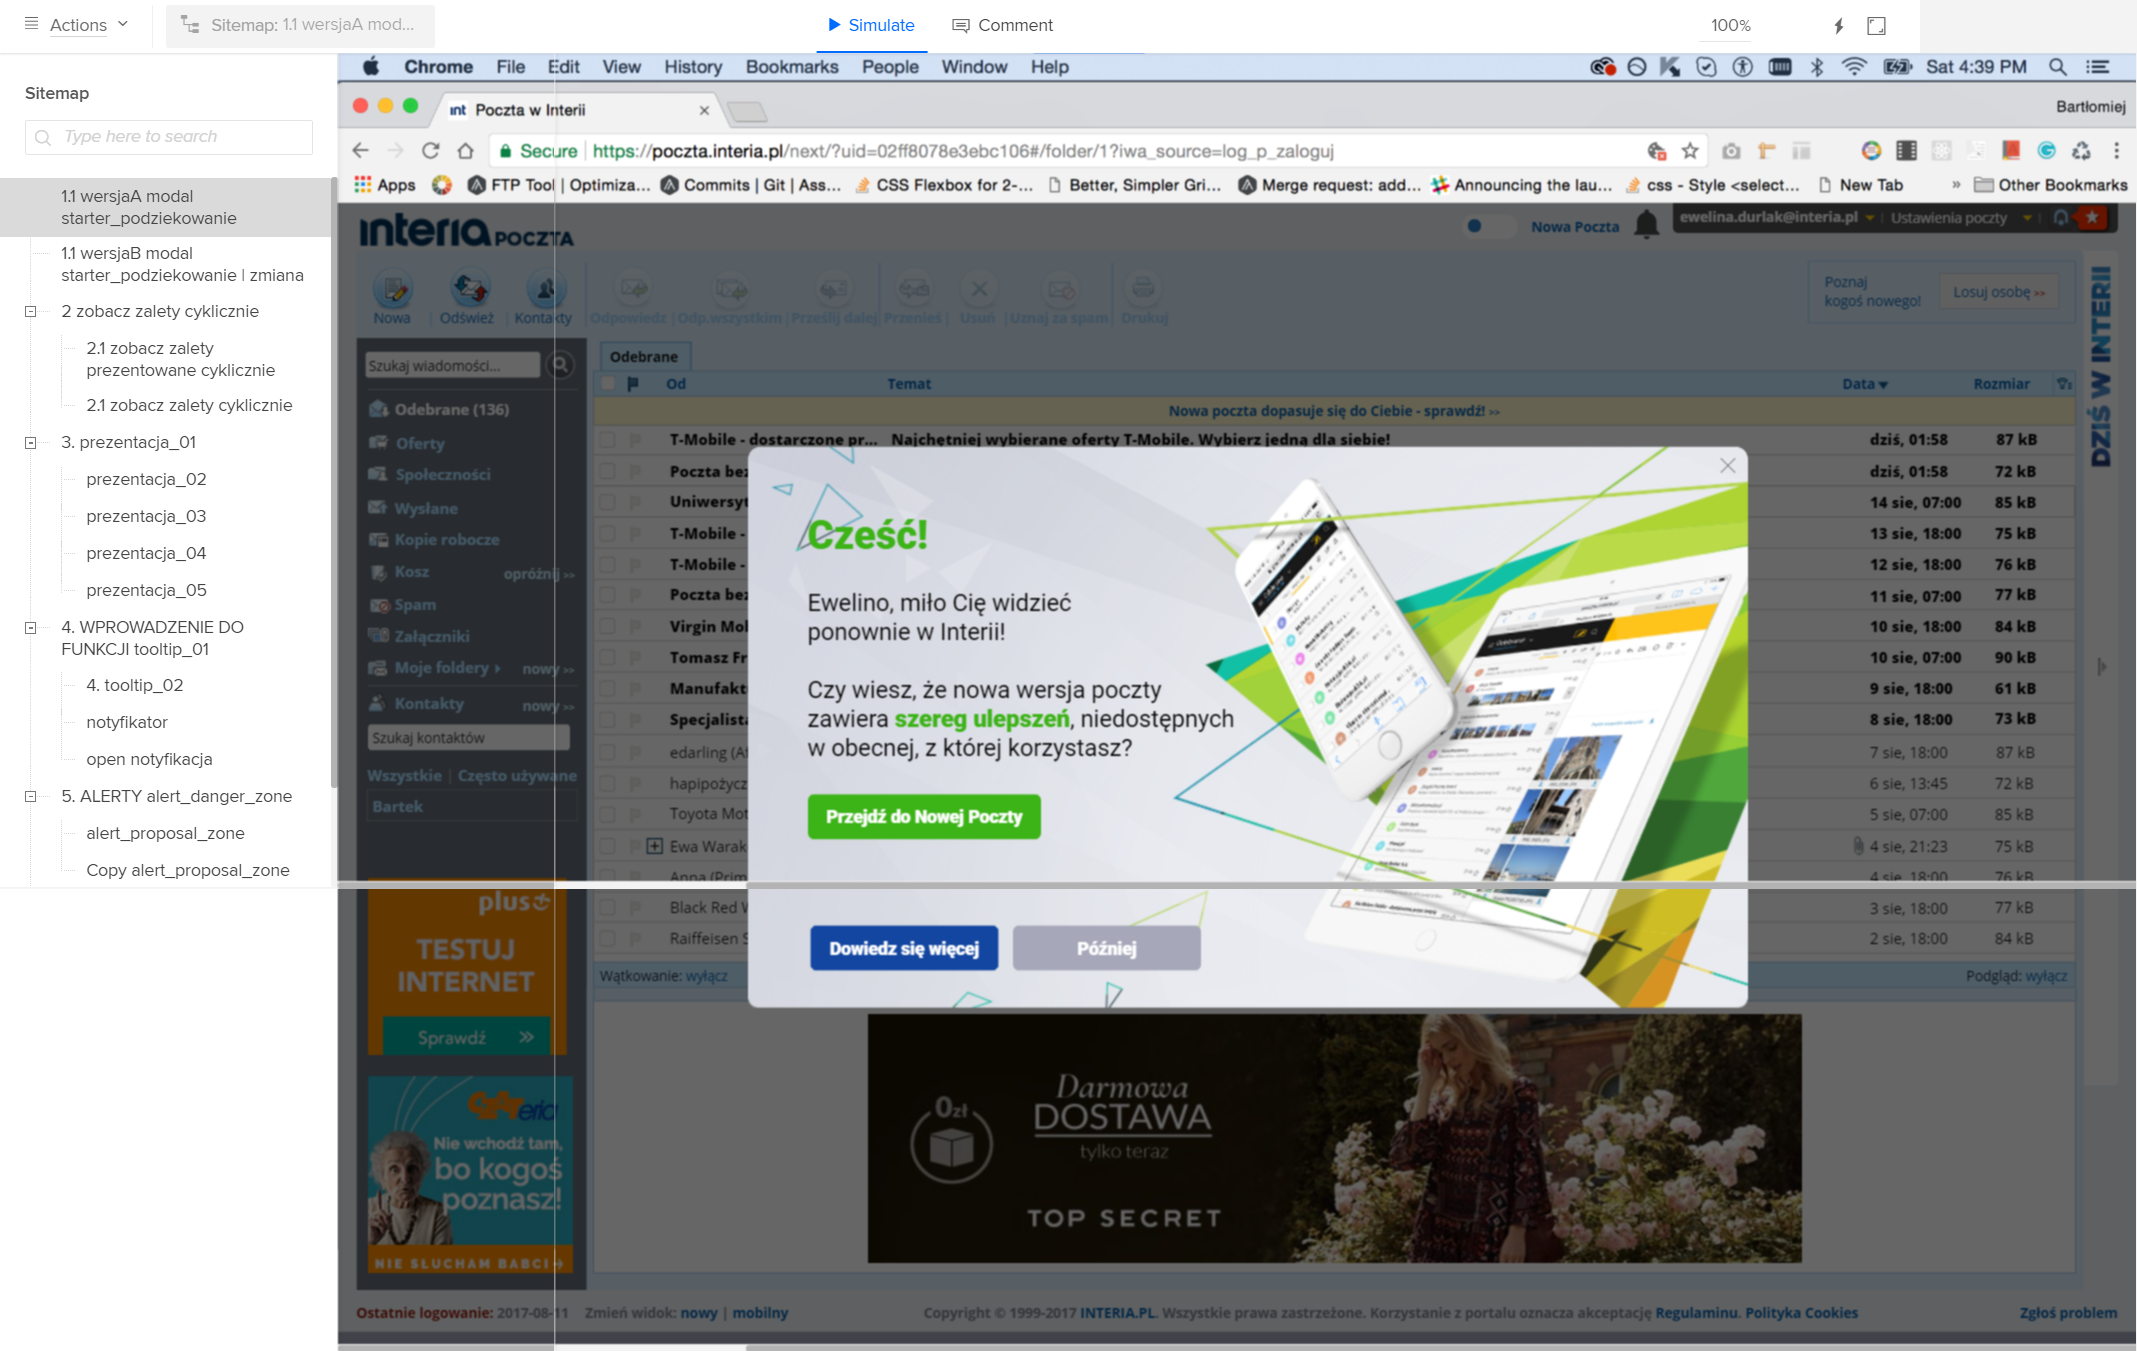 Actions
Sitemap: 1.1 wersjaA mod...
Simulate
Comment
100%
Sitemap
Type here to search
1.1 wersjaA modal
starter_podziekowanie
1.1 wersjaB modal
starter_podziekowanie | zmiana
2 zobacz zalety cyklicznie
2.1 zobacz zalety
prezentowane cyklicznie
2.1 zobacz zalety cyklicznie
3. prezentacja_01
prezentacja_02
prezentacja_03
prezentacja_04
prezentacja_05
4. WPROWADZENIE DO
FUNKCJI tooltip_01
4. tooltip_02
notyfikator
open notyfikacja
5. ALERTY alert_danger_zone
alert_proposal_zone
Copy alert_proposal_zone
Chrome File Edit View History Bookmarks People Window Help
Sat 4:39 PM
int Poczta w Interii
Bartłomiej
Secure https://poczta.interia.pl/next/?uid=02ff8078e3ebc106#/folder/1?iwa_source=log_p_zaloguj
Apps
FTP Tool | Optimiza...
Commits | Git | Ass...
CSS Flexbox for 2-...
Better, Simpler Gri...
Merge request: add...
Announcing the lau...
css - Style <select...
New Tab
»
Other Bookmarks
interia POCZTA
Nowa Poczta
ewelina.durlak@interia.pl
Ustawienia poczty
Nowa
Odśwież
Kontakty
Odpowiedz
Odp.wszystkim
Prześlij dalej
Przenieś
Usuń
Uznaj za spam
Drukuj
Poznaj
kogoś nowego!
Losuj osobę >>
DZIŚ W INTERII
Szukaj wiadomości...
Odebrane (136)
Oferty
Społeczności
Wysłane
Kopie robocze
Kosz opróżnij >>
Spam
Załączniki
Moje foldery nowy >>
Kontakty nowy >>
Szukaj kontaktów
Wszystkie | Często używane
Bartek
Odebrane
Od Temat Data Rozmiar
Nowa poczta dopasuje się do Ciebie - sprawdź! >>
T-Mobile - dostarczone pr... Najchętniej wybierane oferty T-Mobile. Wybierz jedną dla siebie! dziś, 01:58 87 kB
Poczta bez dziś, 01:58 72 kB
Uniwersyt 14 sie, 07:00 85 kB
T-Mobile - 13 sie, 18:00 75 kB
T-Mobile - 12 sie, 18:00 76 kB
Poczta bez 11 sie, 07:00 77 kB
Virgin Mol 10 sie, 18:00 84 kB
Tomasz Fr 10 sie, 07:00 90 kB
Manufakt 9 sie, 18:00 61 kB
Specjalista 8 sie, 18:00 73 kB
edarling (Af 7 sie, 18:00 87 kB
hapipożycz 6 sie, 13:45 72 kB
Toyota Mot 5 sie, 07:00 85 kB
Ewa Warak 4 sie, 21:23 75 kB
Anna (Prim 4 sie, 18:00 76 kB
Black Red W 3 sie, 18:00 77 kB
Raiffeisen S 2 sie, 18:00 84 kB
Wątkowanie: wyłącz
Podgląd: wyłącz
Cześć!
Ewelino, miło Cię widzieć
ponownie w Interii!
Czy wiesz, że nowa wersja poczty
zawiera szereg ulepszeń, niedostępnych
w obecnej, z której korzystasz?
Przejdź do Nowej Poczty
Dowiedz się więcej
Później
plus
TESTUJ
INTERNET
Sprawdź >>
Nie wchodź tam,
bo kogoś
poznasz!
NIE SŁUCHAM BABCI
0zł
Darmowa
DOSTAWA
tylko teraz
TOP SECRET
Ostatnie logowanie: 2017-08-11 Zmień widok: nowy | mobilny
Copyright © 1999-2017 INTERIA.PL. Wszystkie prawa zastrzeżone. Korzystanie z portalu oznacza akceptację Regulaminu. Polityka Cookies
Zgłoś problem